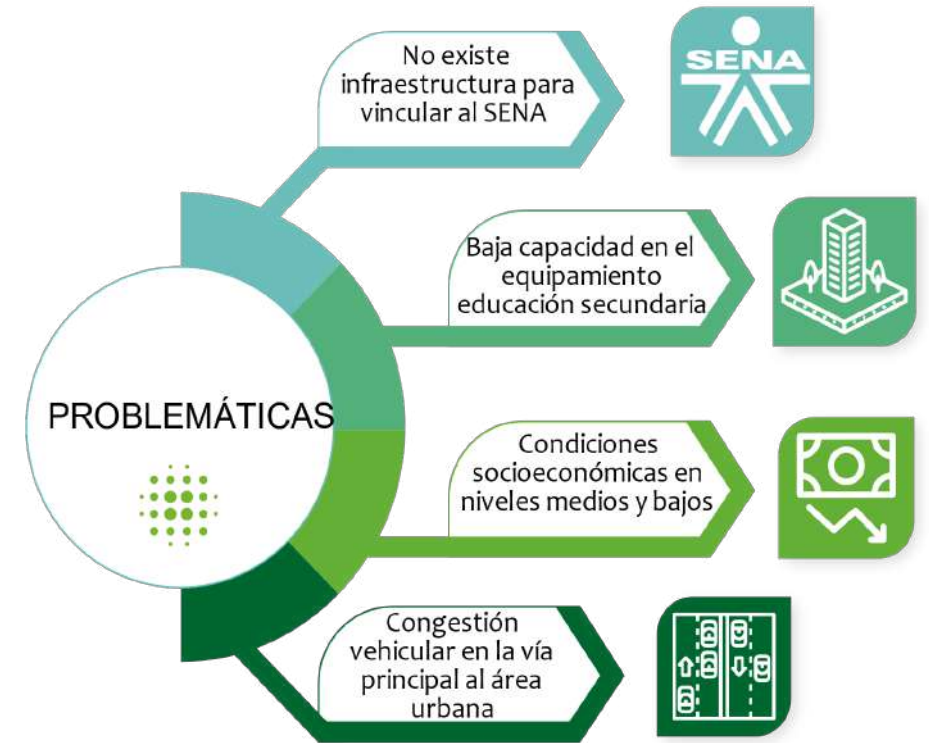 No existe
infraestructura para
vincular al SENA
SENA
Baja capacidad en el
equipamiento
educación secundaria
PROBLEMÁTICAS
Condiciones
socioeconómicas en
niveles medios y bajos
Congestión
vehicular en la vía
principal al área
urbana